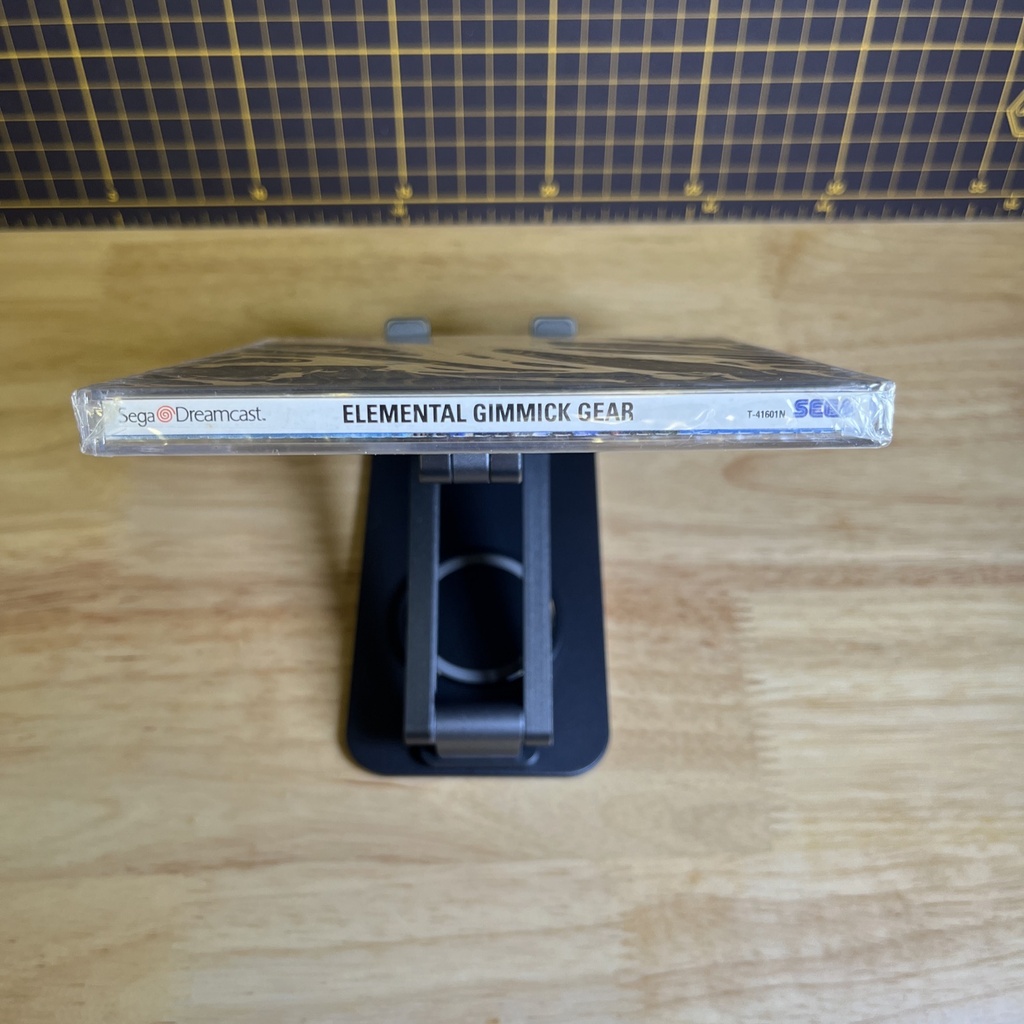 Sega Dreamcast.
ELEMENTAL GIMMICK GEAR
T-41601N
SEGA